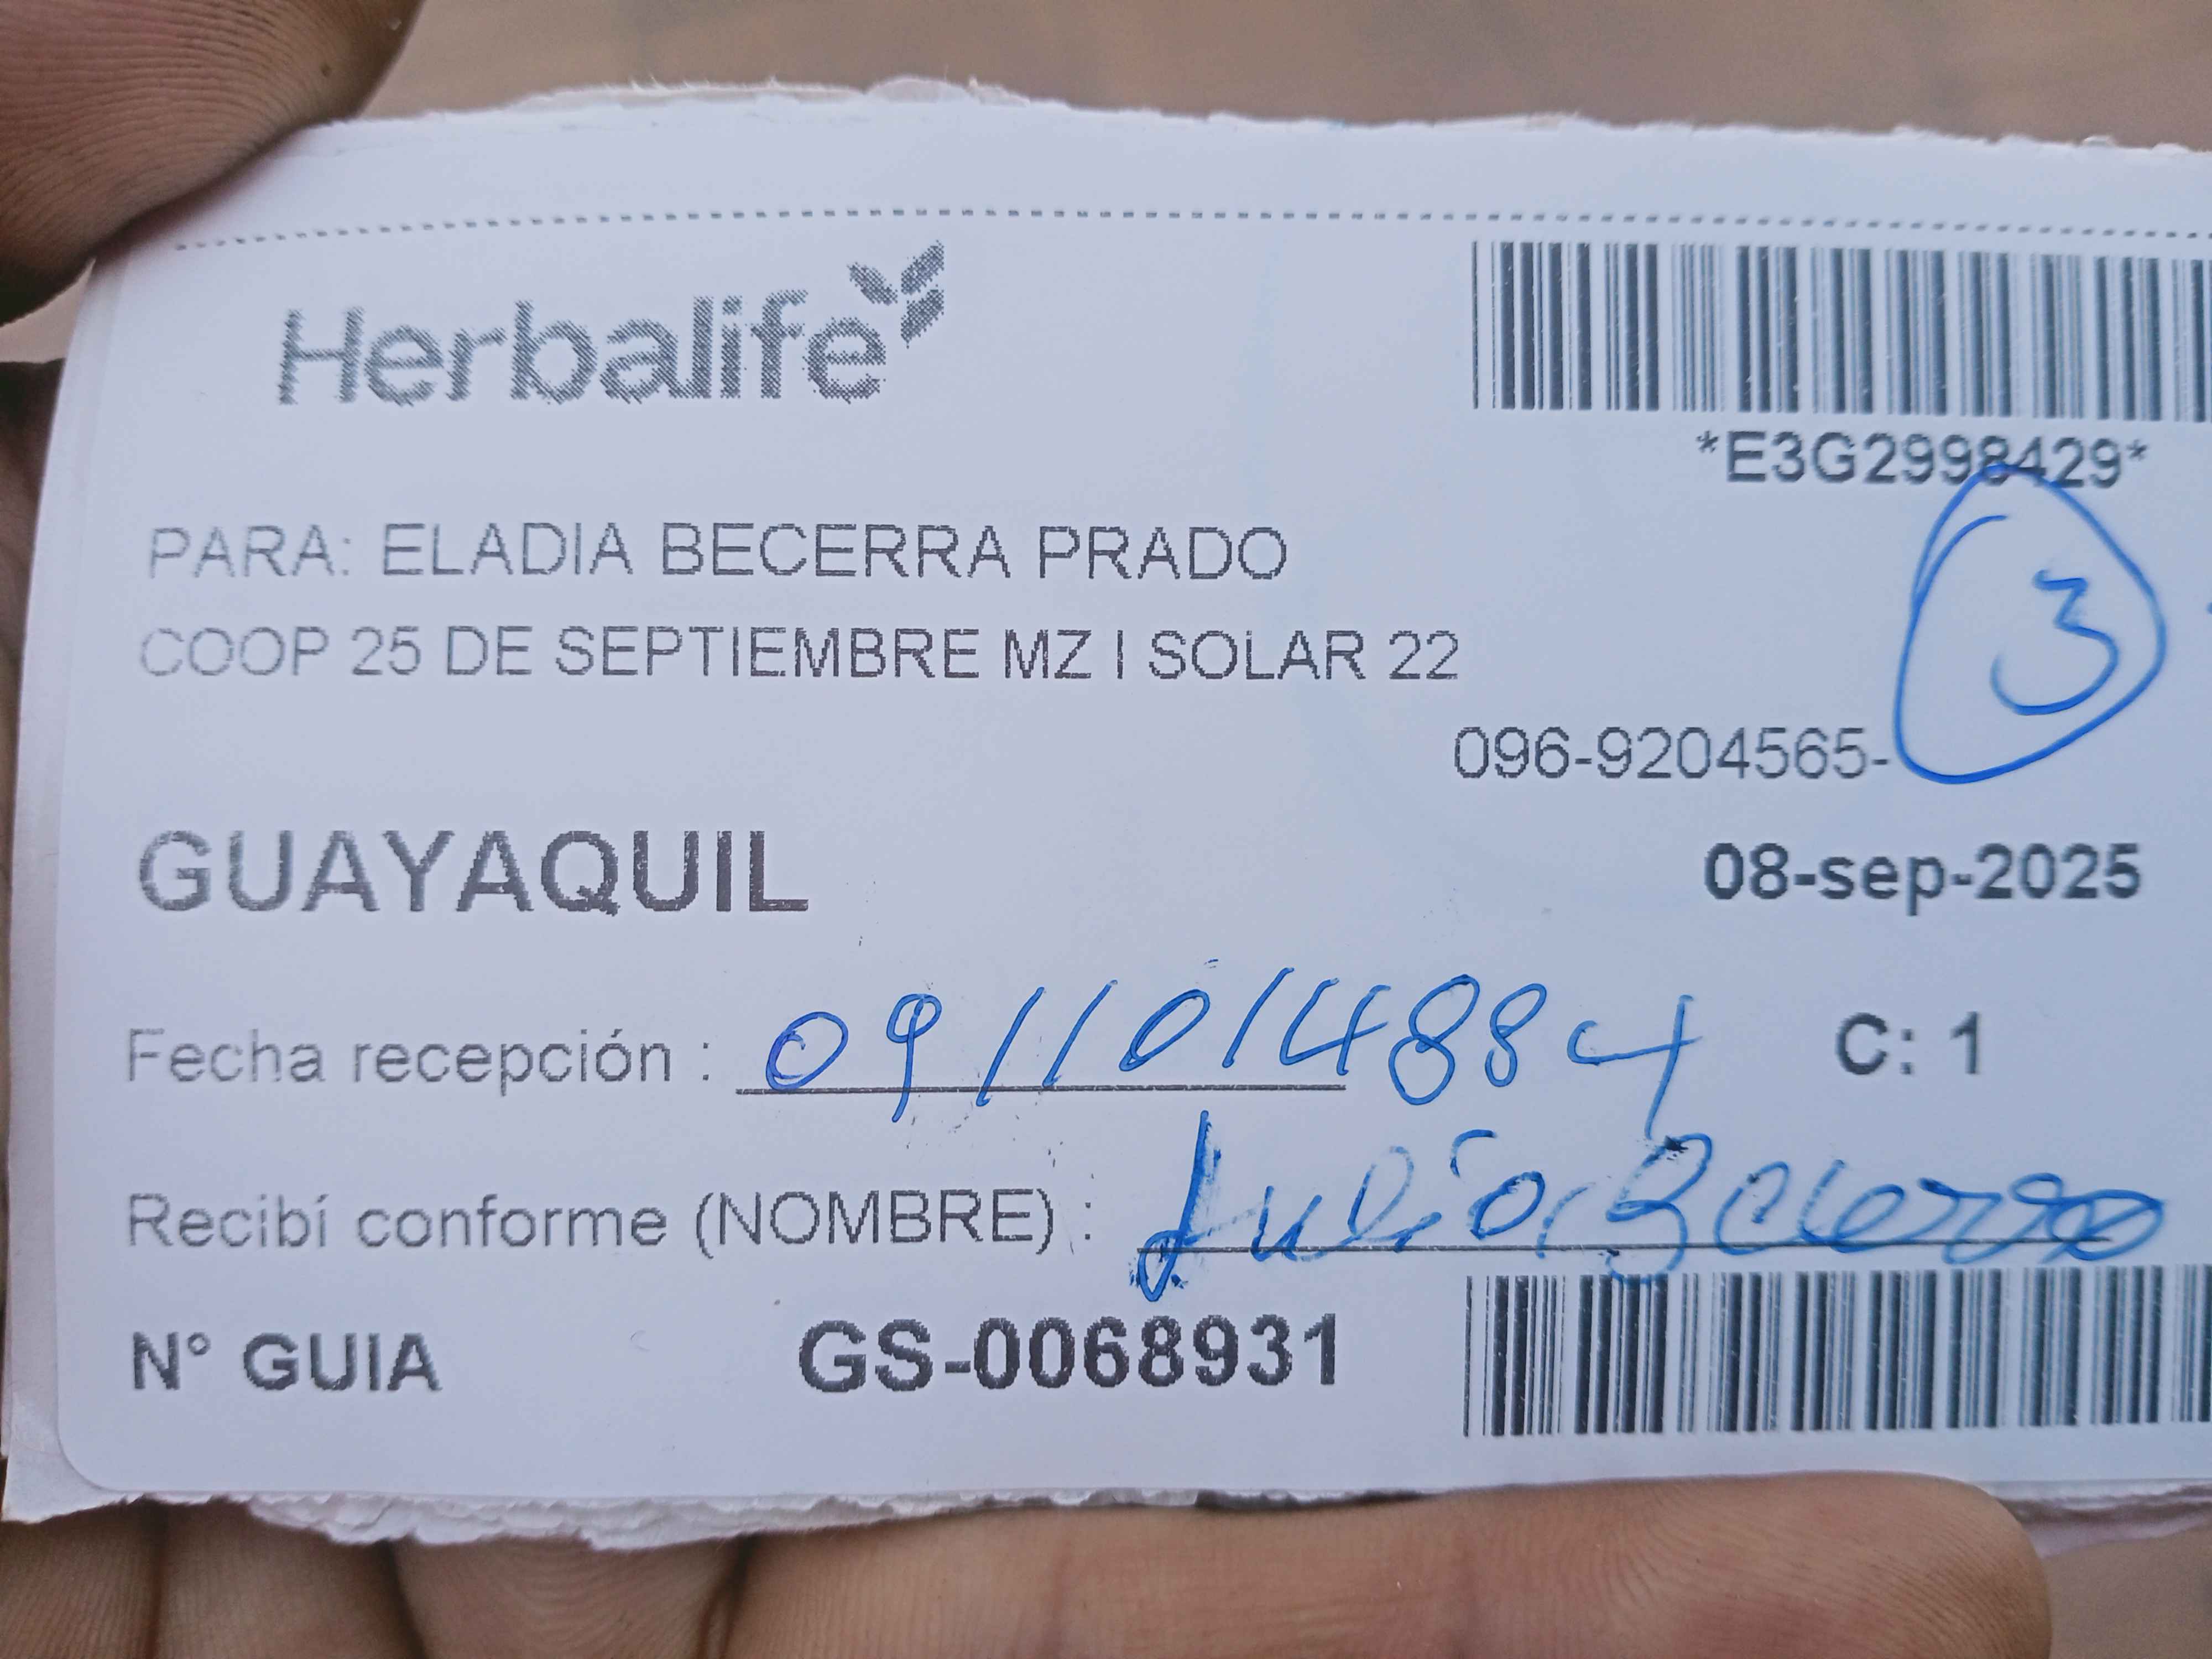 Herbalife
*E3G2998429*
PARA: ELADIA BECERRA PRADO
COOP 25 DE SEPTIEMBRE MZ I SOLAR 22
3
096-9204565-
GUAYAQUIL
08-sep-2025
Fecha recepción : 0911014884
C: 1
Recibí conforme (NOMBRE) : Julio Becerra
N° GUIA GS-0068931